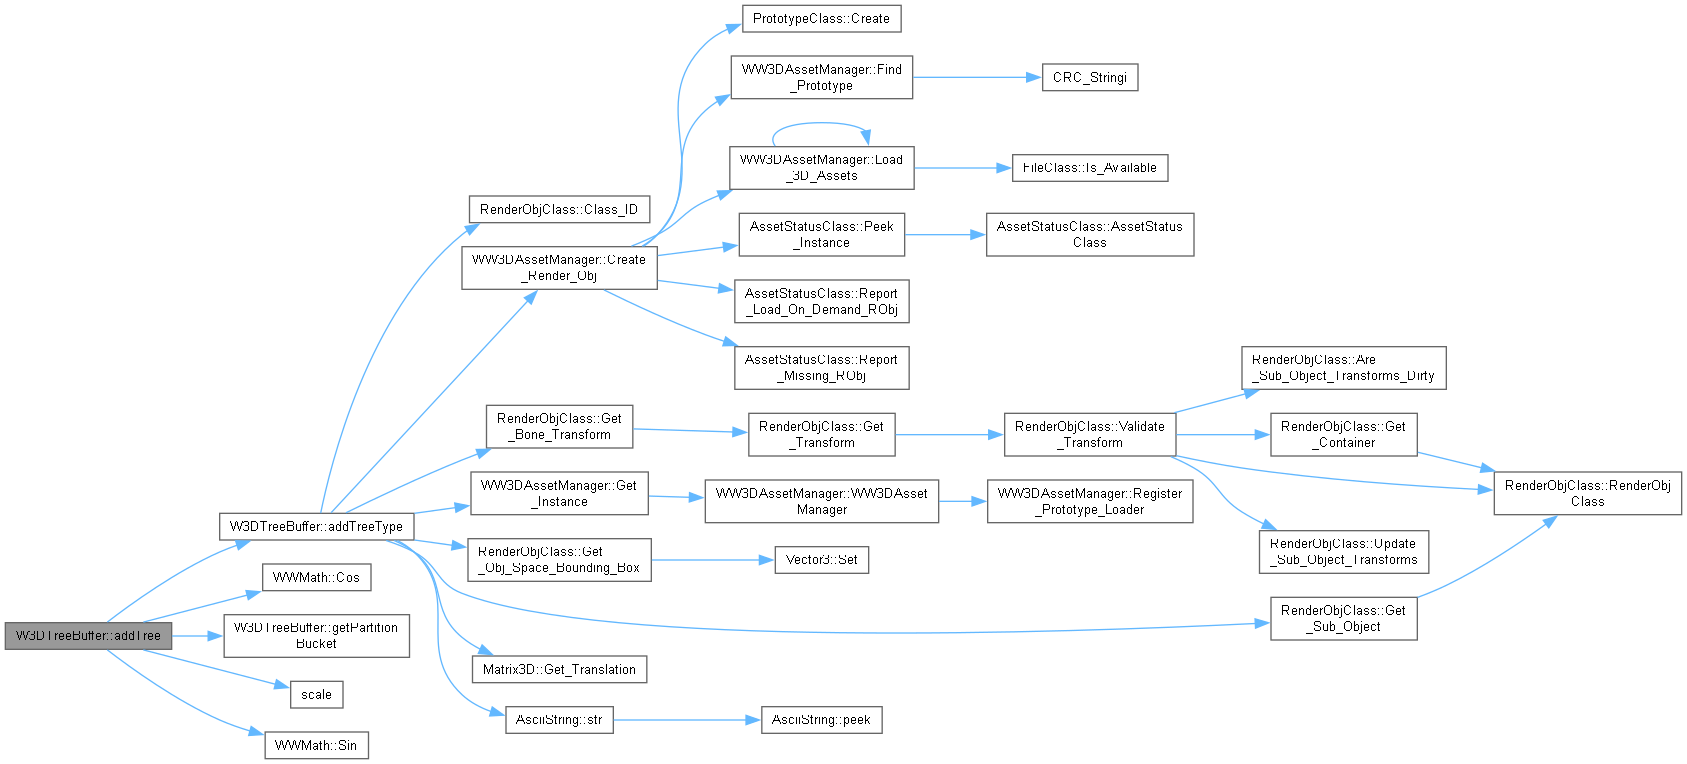 PrototypeClass::Create
WW3DAssetManager::Find
_Prototype
CRC_Stringi
WW3DAssetManager::Load
_3D_Assets
FileClass::Is_Available
RenderObjClass::Class_ID
AssetStatusClass::Peek
_Instance
AssetStatusClass::AssetStatus
Class
WW3DAssetManager::Create
_Render_Obj
AssetStatusClass::Report
_Load_On_Demand_RObj
AssetStatusClass::Report
_Missing_RObj
RenderObjClass::Are
_Sub_Object_Transforms_Dirty
RenderObjClass::Get
_Bone_Transform
RenderObjClass::Get
_Transform
RenderObjClass::Validate
_Transform
RenderObjClass::Get
_Container
WW3DAssetManager::Get
_Instance
WW3DAssetManager::WW3DAsset
Manager
WW3DAssetManager::Register
_Prototype_Loader
RenderObjClass::RenderObj
Class
W3DTreeBuffer::addTreeType
RenderObjClass::Get
_Obj_Space_Bounding_Box
Vector3::Set
RenderObjClass::Update
_Sub_Object_Transforms
WWMath::Cos
W3DTreeBuffer::addTree
W3DTreeBuffer::getPartition
Bucket
RenderObjClass::Get
_Sub_Object
Matrix3D::Get_Translation
scale
AsciiString::str
AsciiString::peek
WWMath::Sin